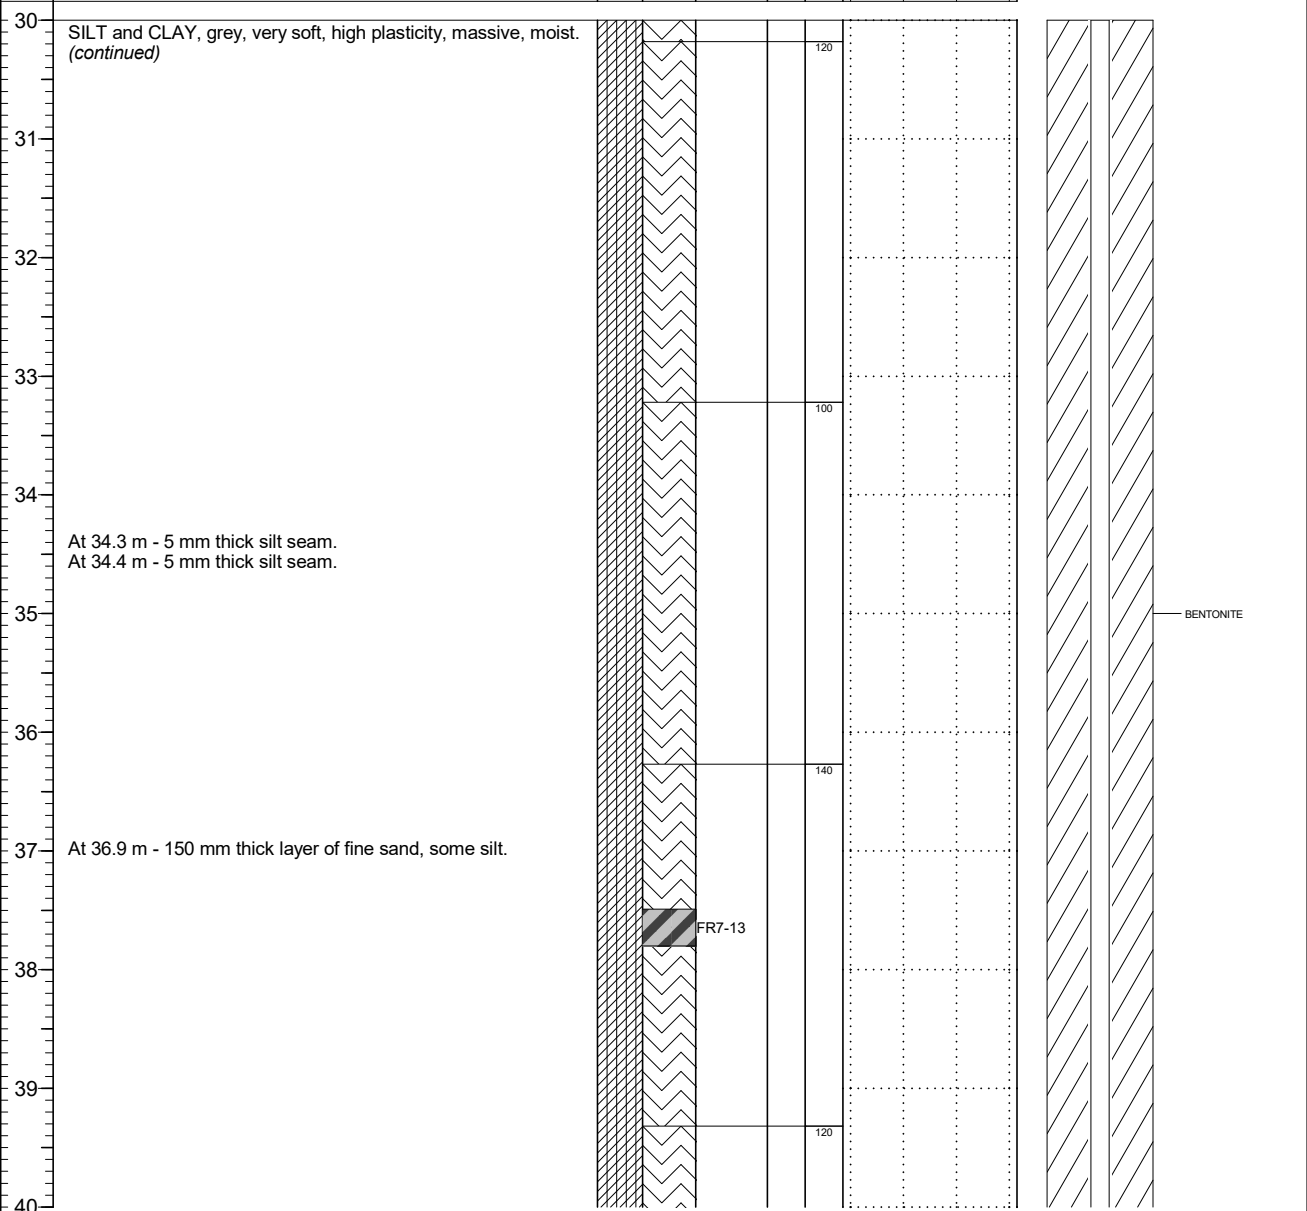 30
SILT and CLAY, grey, very soft, high plasticity, massive, moist.
(continued)
120
31
32
33
100
34
At 34.3 m - 5 mm thick silt seam.
At 34.4 m - 5 mm thick silt seam.
35
BENTONITE
36
140
37
At 36.9 m - 150 mm thick layer of fine sand, some silt.
FR7-13
38
39
120
40